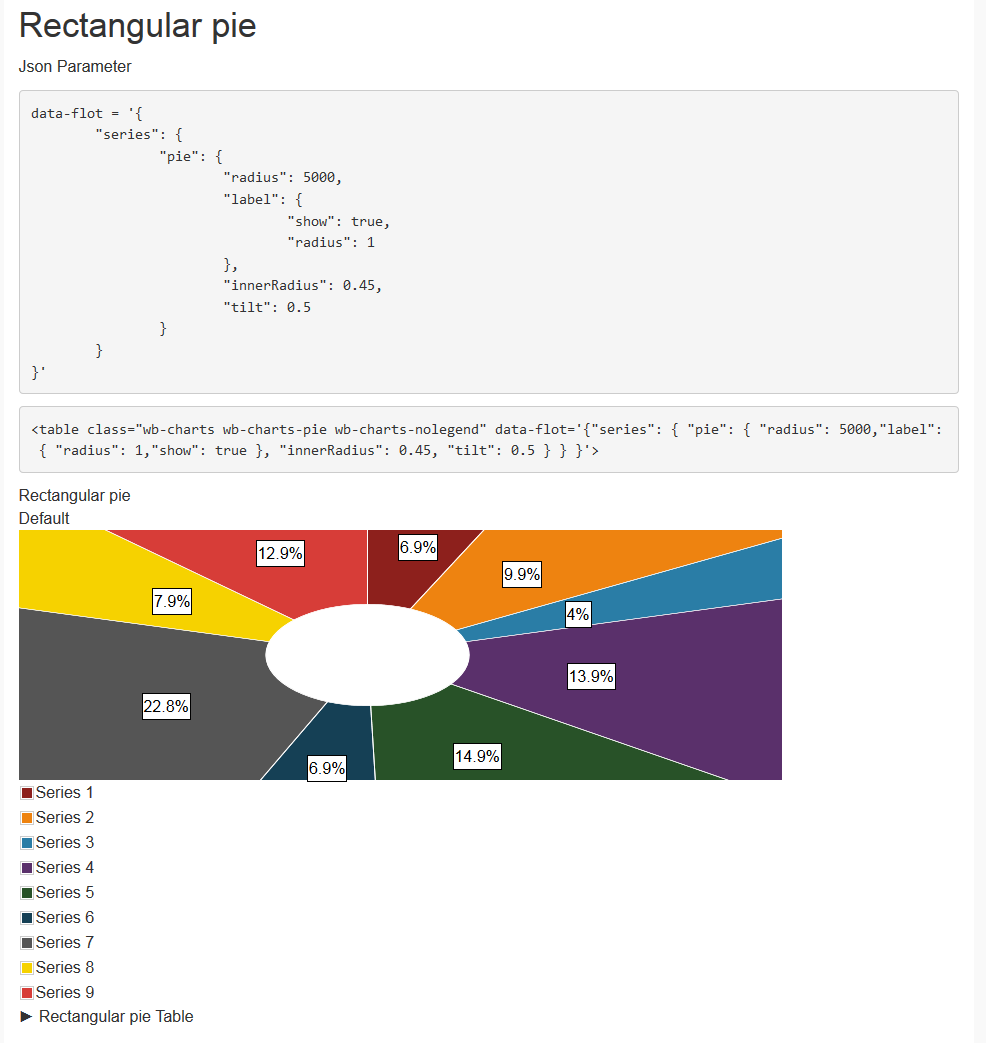 Rectangular pie
Json Parameter
data-flot = '{
"series": {
"pie": {
"radius": 5000,
"label": {
"show": true,
"radius": 1
},
"innerRadius": 0.45,
"tilt": 0.5
}
}
}'
<table class="wb-charts wb-charts-pie wb-charts-nolegend" data-flot='{"series": { "pie": { "radius": 5000,"label":
{ "radius": 1,"show": true }, "innerRadius": 0.45, "tilt": 0.5 } } }'>
Rectangular pie
Default
12.9%
6.9%
9.9%
7.9%
4%
13.9%
22.8%
14.9%
6.9%
Series 1
Series 2
Series 3
Series 4
Series 5
Series 6
Series 7
Series 8
Series 9
► Rectangular pie Table